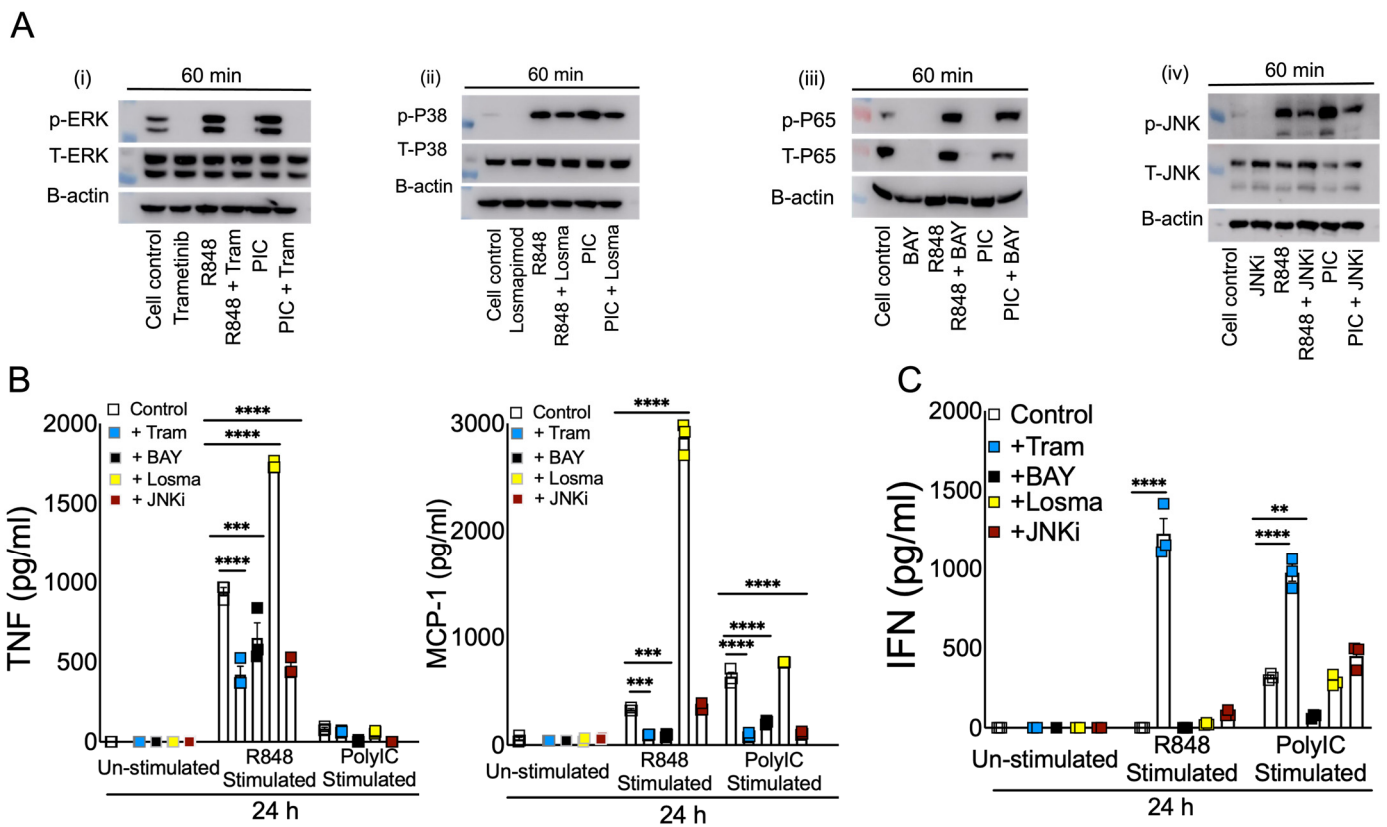 A
(i)
60 min
p-ERK
T-ERK
B-actin
Cell control
Trametinib
R848
R848 + Tram
PIC
PIC + Tram
(ii)
60 min
p-P38
T-P38
B-actin
Cell control
Losmapimod
R848
R848 + Losma
PIC
PIC + Losma
(iii)
60 min
p-P65
T-P65
B-actin
Cell control
BAY
R848
R848 + BAY
PIC
PIC + BAY
(iv)
60 min
p-JNK
T-JNK
B-actin
Cell control
JNKi
R848
R848 + JNKi
PIC
PIC + JNKi
B
TNF (pg/ml)
2000
1500
1000
500
0
Control
+ Tram
+ BAY
+ Losma
+ JNKi
****
****
***
****
Un-stimulated
R848
Stimulated
PolyIC
Stimulated
24 h
MCP-1 (pg/ml)
3000
2000
1000
0
Control
+ Tram
+ BAY
+ Losma
+ JNKi
****
***
***
****
****
****
Un-stimulated
R848
Stimulated
PolyIC
Stimulated
24 h
C
IFN (pg/ml)
2000
1500
1000
500
0
Control
+Tram
+BAY
+Losma
+JNKi
****
**
****
Un-stimulated
R848
Stimulated
PolyIC
Stimulated
24 h